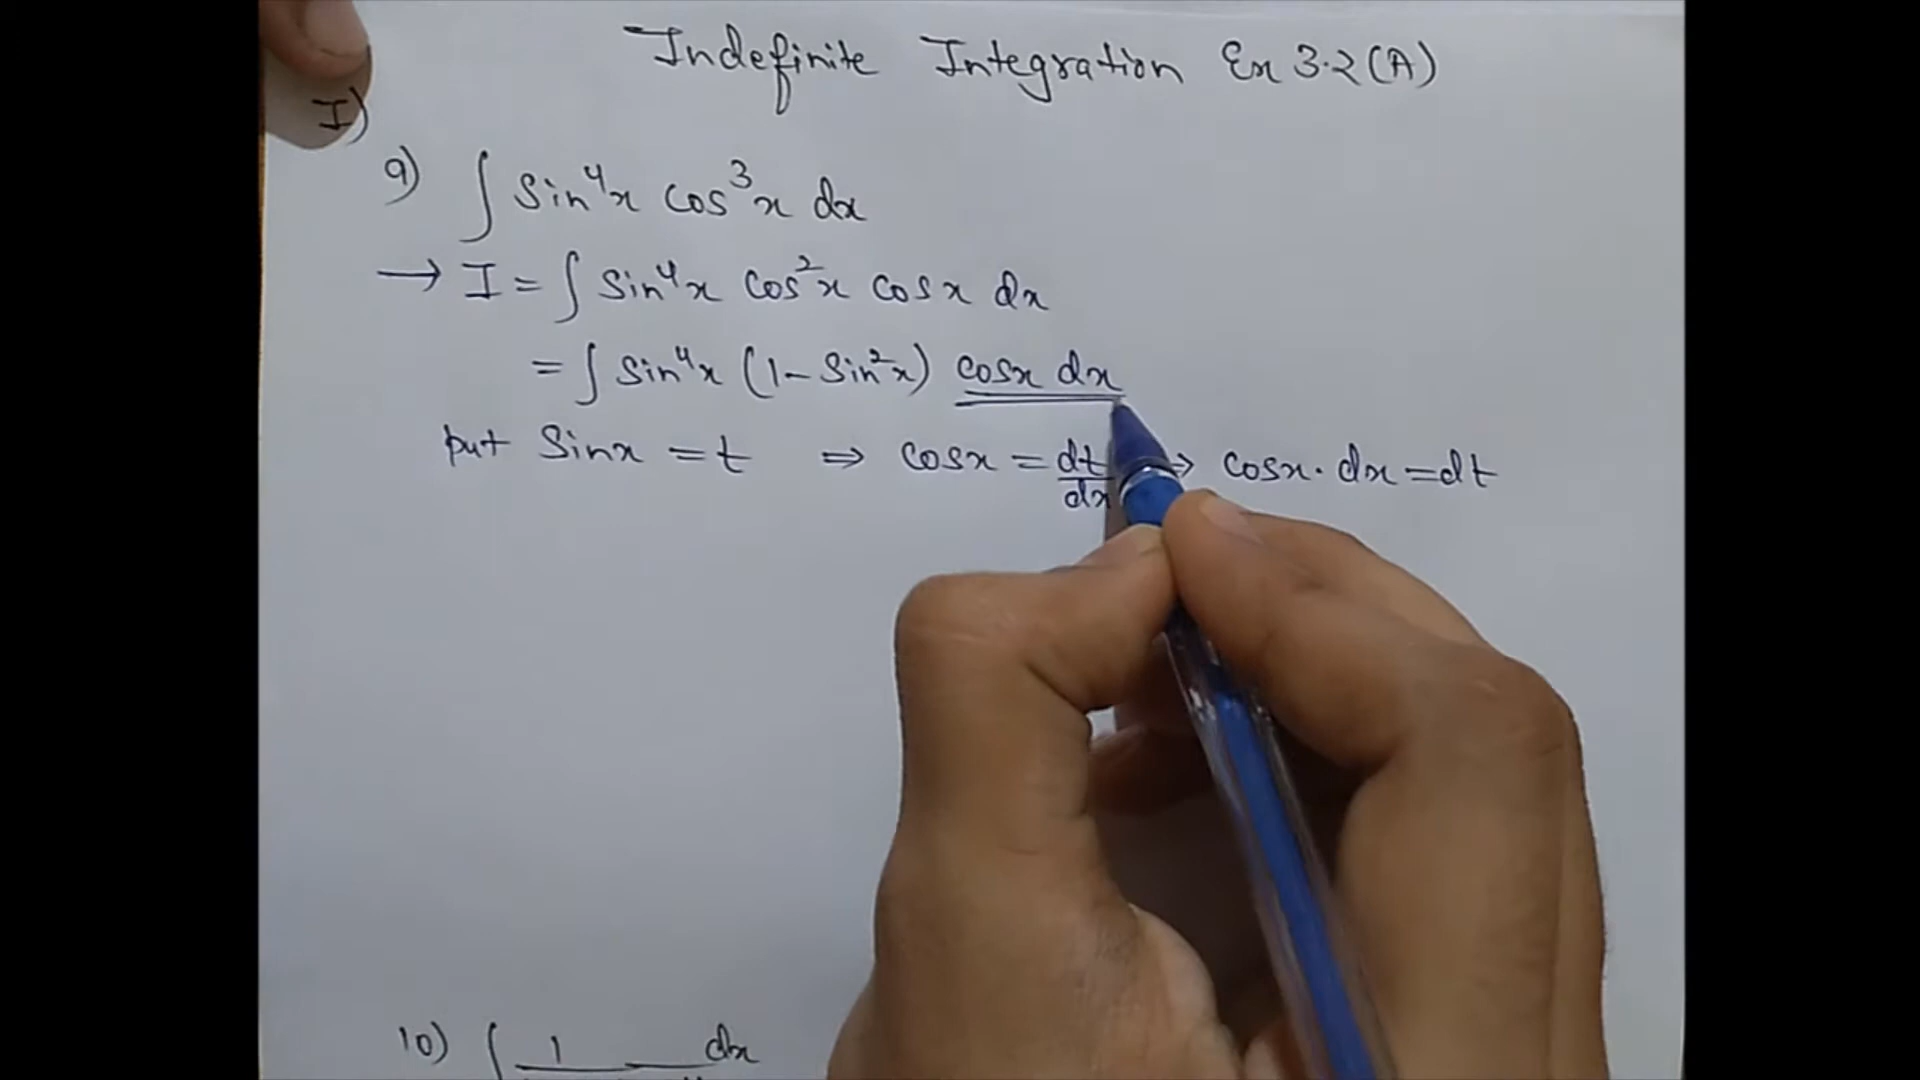 Indefinite Integration Ex 3.2 (A)
I)
9) ∫ sin⁴x cos³x dx
→ I = ∫ sin⁴x cos²x cosx dx
= ∫ sin⁴x (1 - sin²x) cosx dx
put sinx = t ⇒ cosx = dt/dx ⇒ cosx · dx = dt
10) ∫ 1 dx